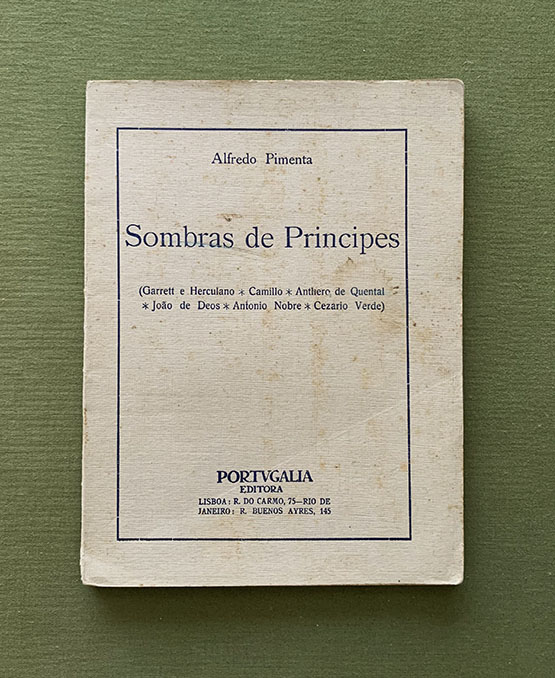 Alfredo Pimenta
Sombras de Principes
(Garrett e Herculano * Camillo * Anthero de Quental
* João de Deos * Antonio Nobre * Cezario Verde)
PORTVGALIA
EDITORA
LISBOA: R. DO CARMO, 75—RIO DE
JANEIRO: R. BUENOS AYRES, 145